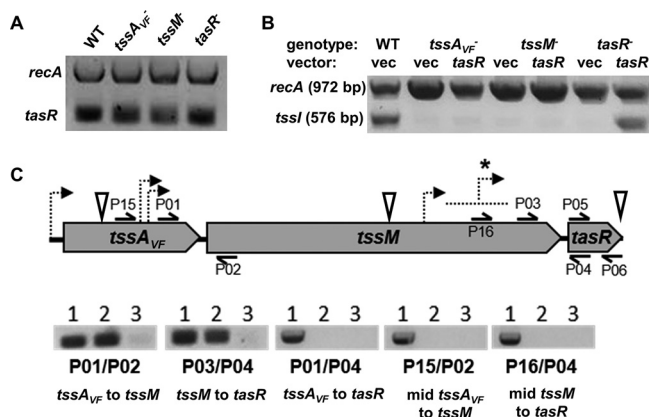 A
WT tssAVF- tssM- tasR-
recA
tasR
B
genotype: WT tssAVF- tssM- tasR-
vector: vec vec tasR vec tasR vec tasR
recA (972 bp)
tssI (576 bp)
C
*
P15 P01 P16 P03 P05
tssAVF tssM tasR
P02 P04 P06
1 2 3 1 2 3 1 2 3 1 2 3 1 2 3
P01/P02 P03/P04 P01/P04 P15/P02 P16/P04
tssAVF to tssM tssM to tasR tssAVF to tasR mid tssAVF mid tssM
to tssM to tasR